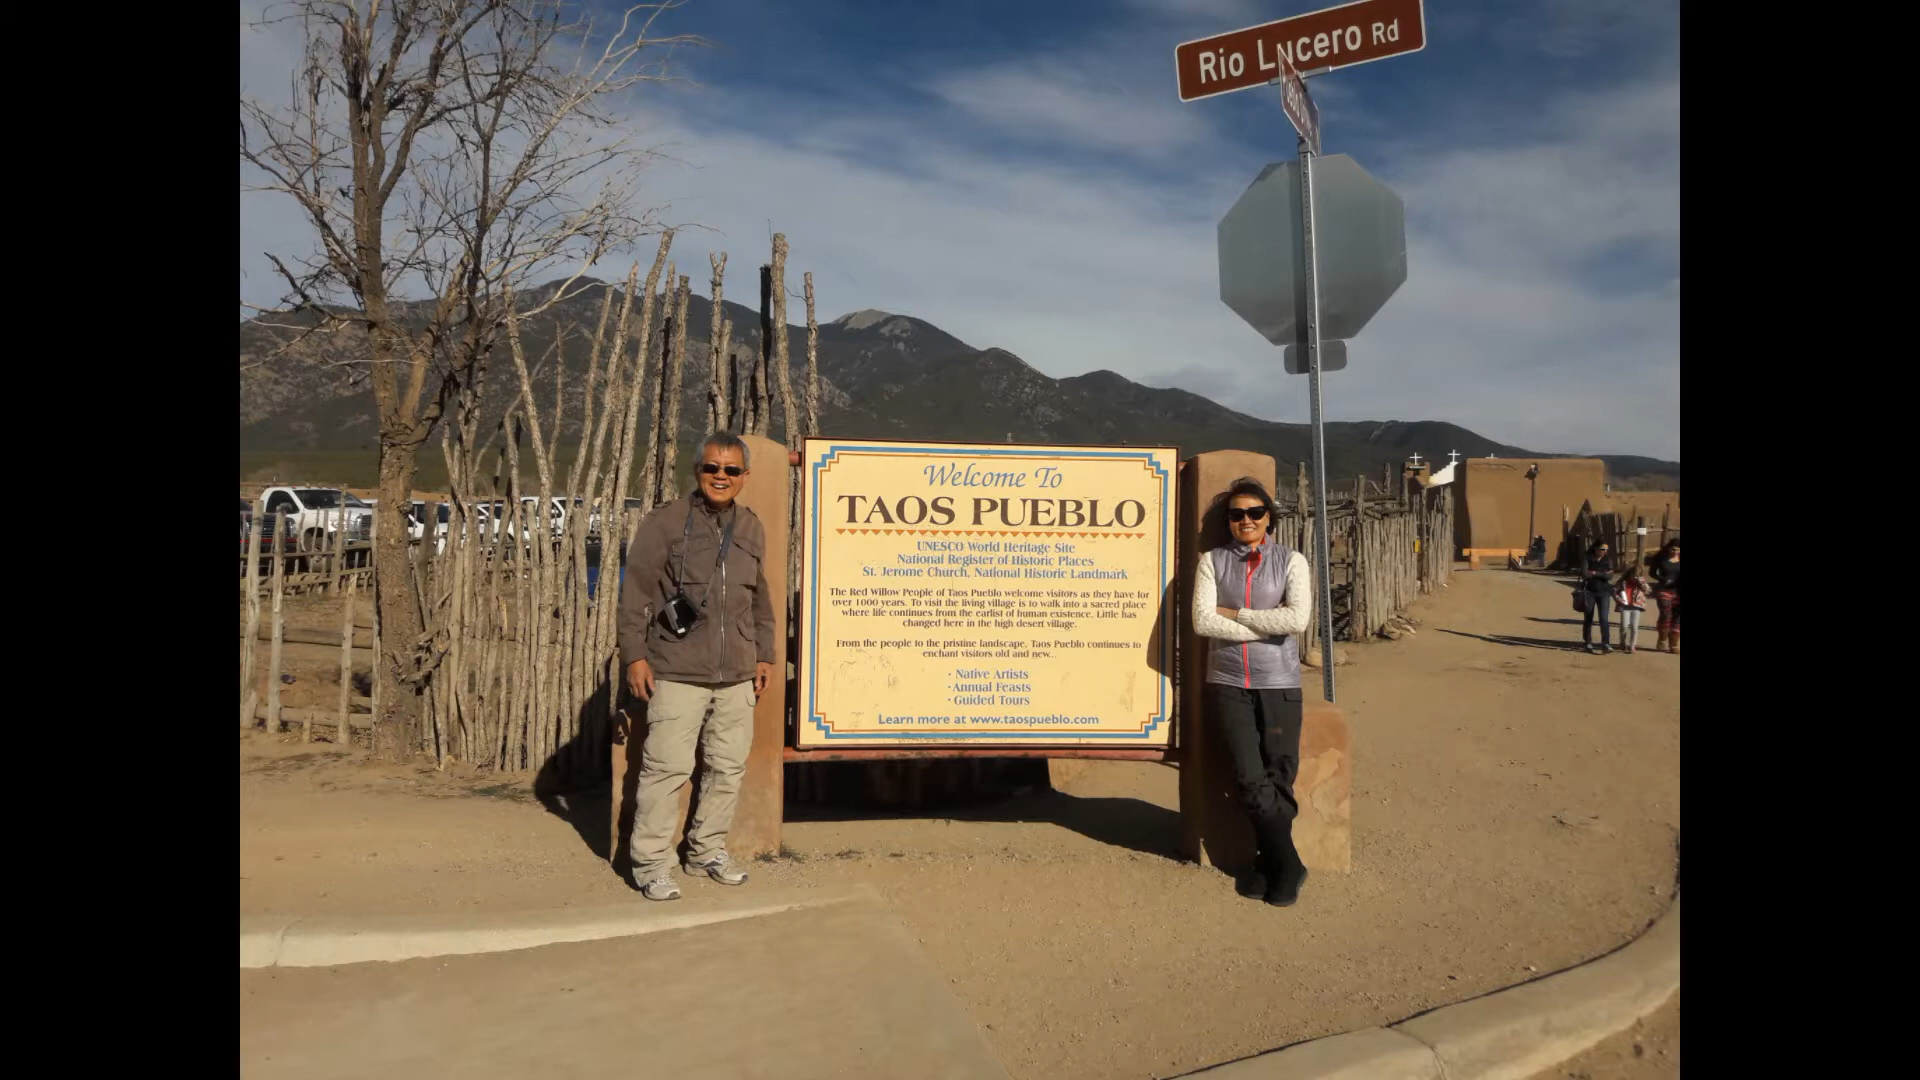 Rio Lucero Rd
Welcome To
TAOS PUEBLO
UNESCO World Heritage Site
National Register of Historic Places
St. Jerome Church, National Historic Landmark
The Red Willow People of Taos Pueblo welcome visitors as they have for
over 1000 years. To visit the living village is to walk into a sacred place
where life continues from the earlist of human existence. Little has
changed here in the high desert village.
From the people to the pristine landscape, Taos Pueblo continues to
enchant visitors old and new...
· Native Artists
· Annual Feasts
· Guided Tours
Learn more at www.taospueblo.com